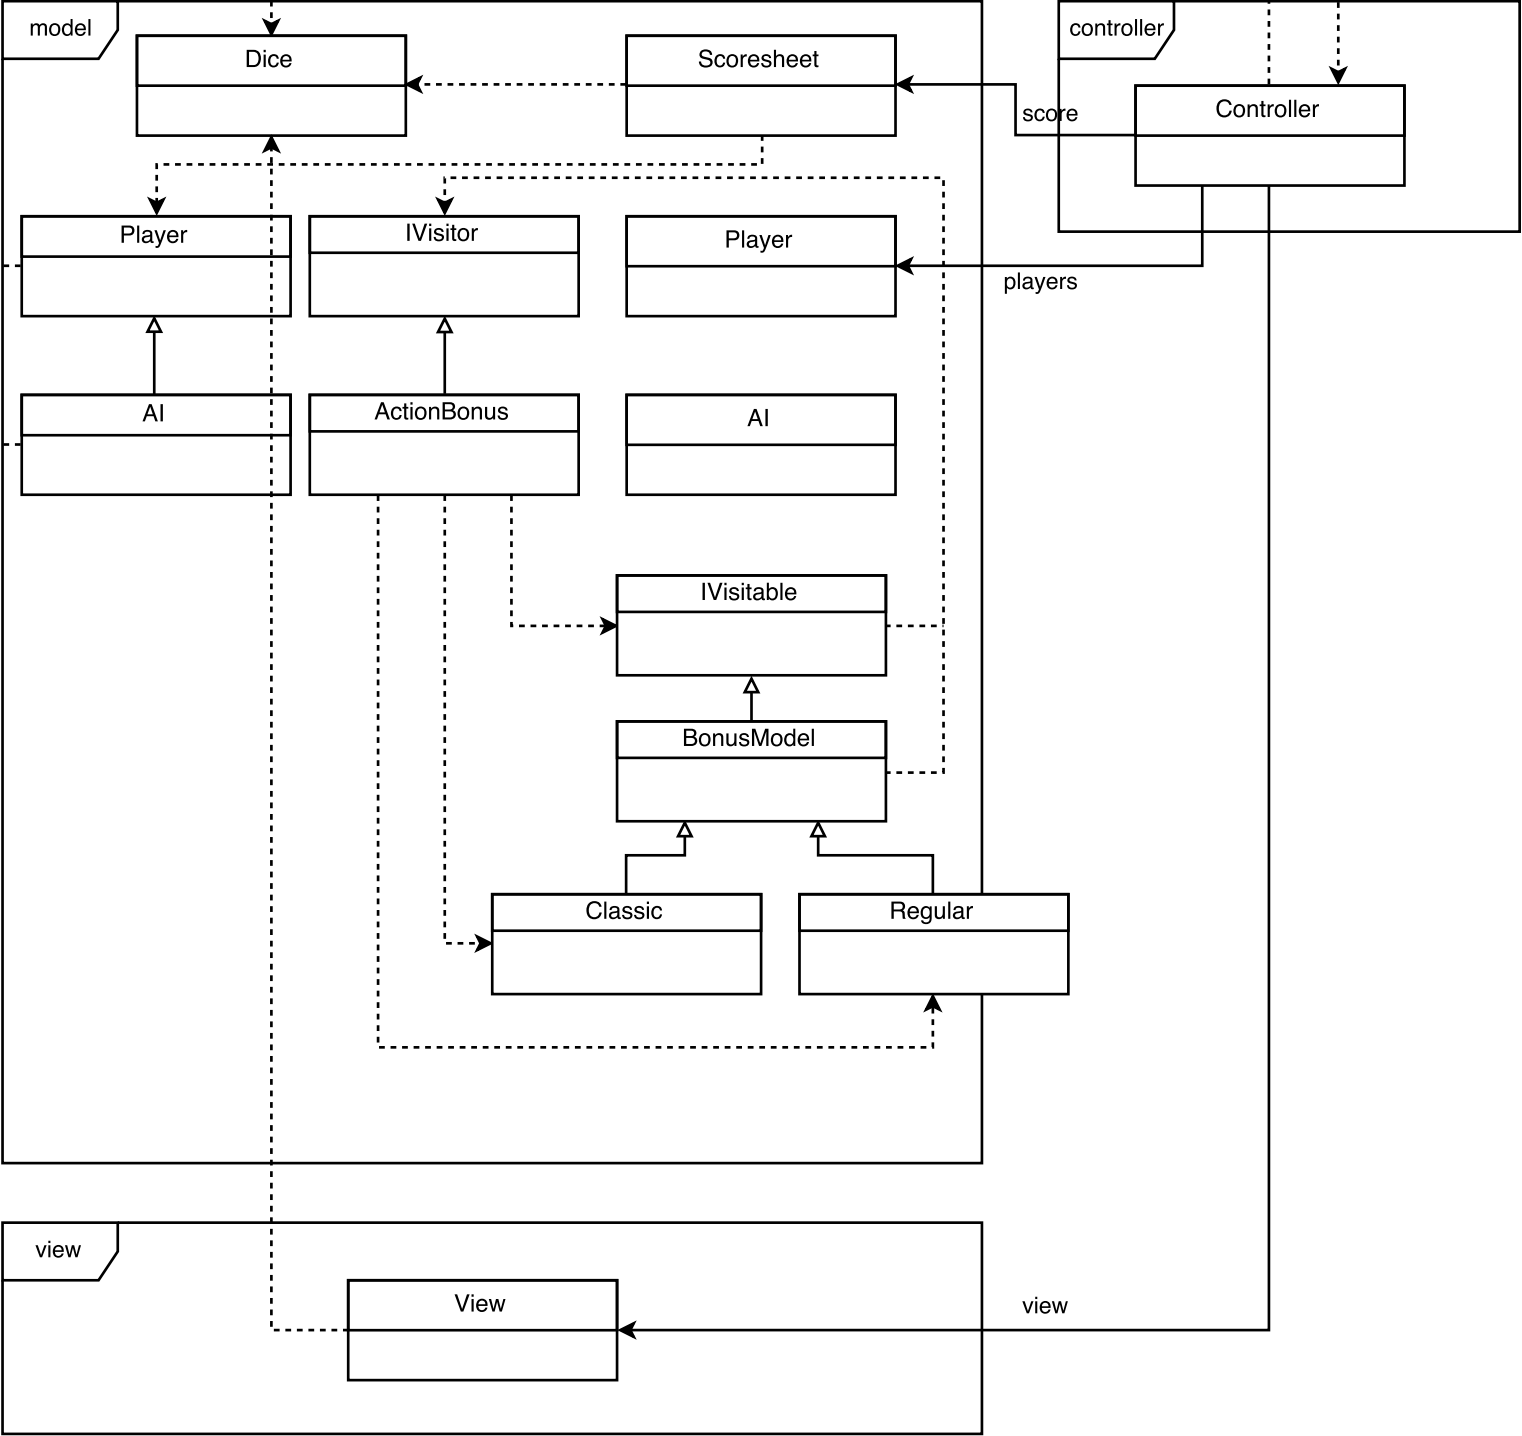 model
controller
Dice
Scoresheet
Controller
score
Player
IVisitor
Player
players
AI
ActionBonus
AI
IVisitable
BonusModel
Classic
Regular
view
View
view